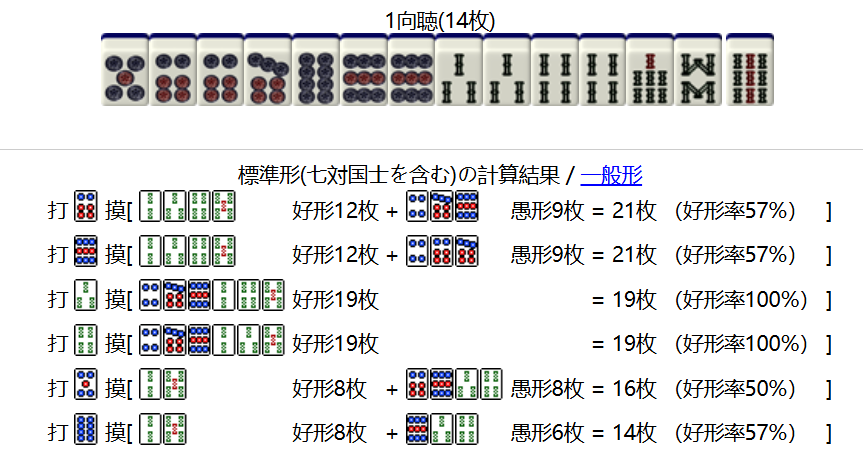 1向聴(14枚)
標準形(七対国士を含む)の計算結果 / 一般形
打 摸[ 好形12枚 + 愚形9枚 = 21枚 (好形率57%) ]
打 摸[ 好形12枚 + 愚形9枚 = 21枚 (好形率57%) ]
打 摸[ 好形19枚 = 19枚 (好形率100%) ]
打 摸[ 好形19枚 = 19枚 (好形率100%) ]
打 摸[ 好形8枚 + 愚形8枚 = 16枚 (好形率50%) ]
打 摸[ 好形8枚 + 愚形6枚 = 14枚 (好形率57%) ]